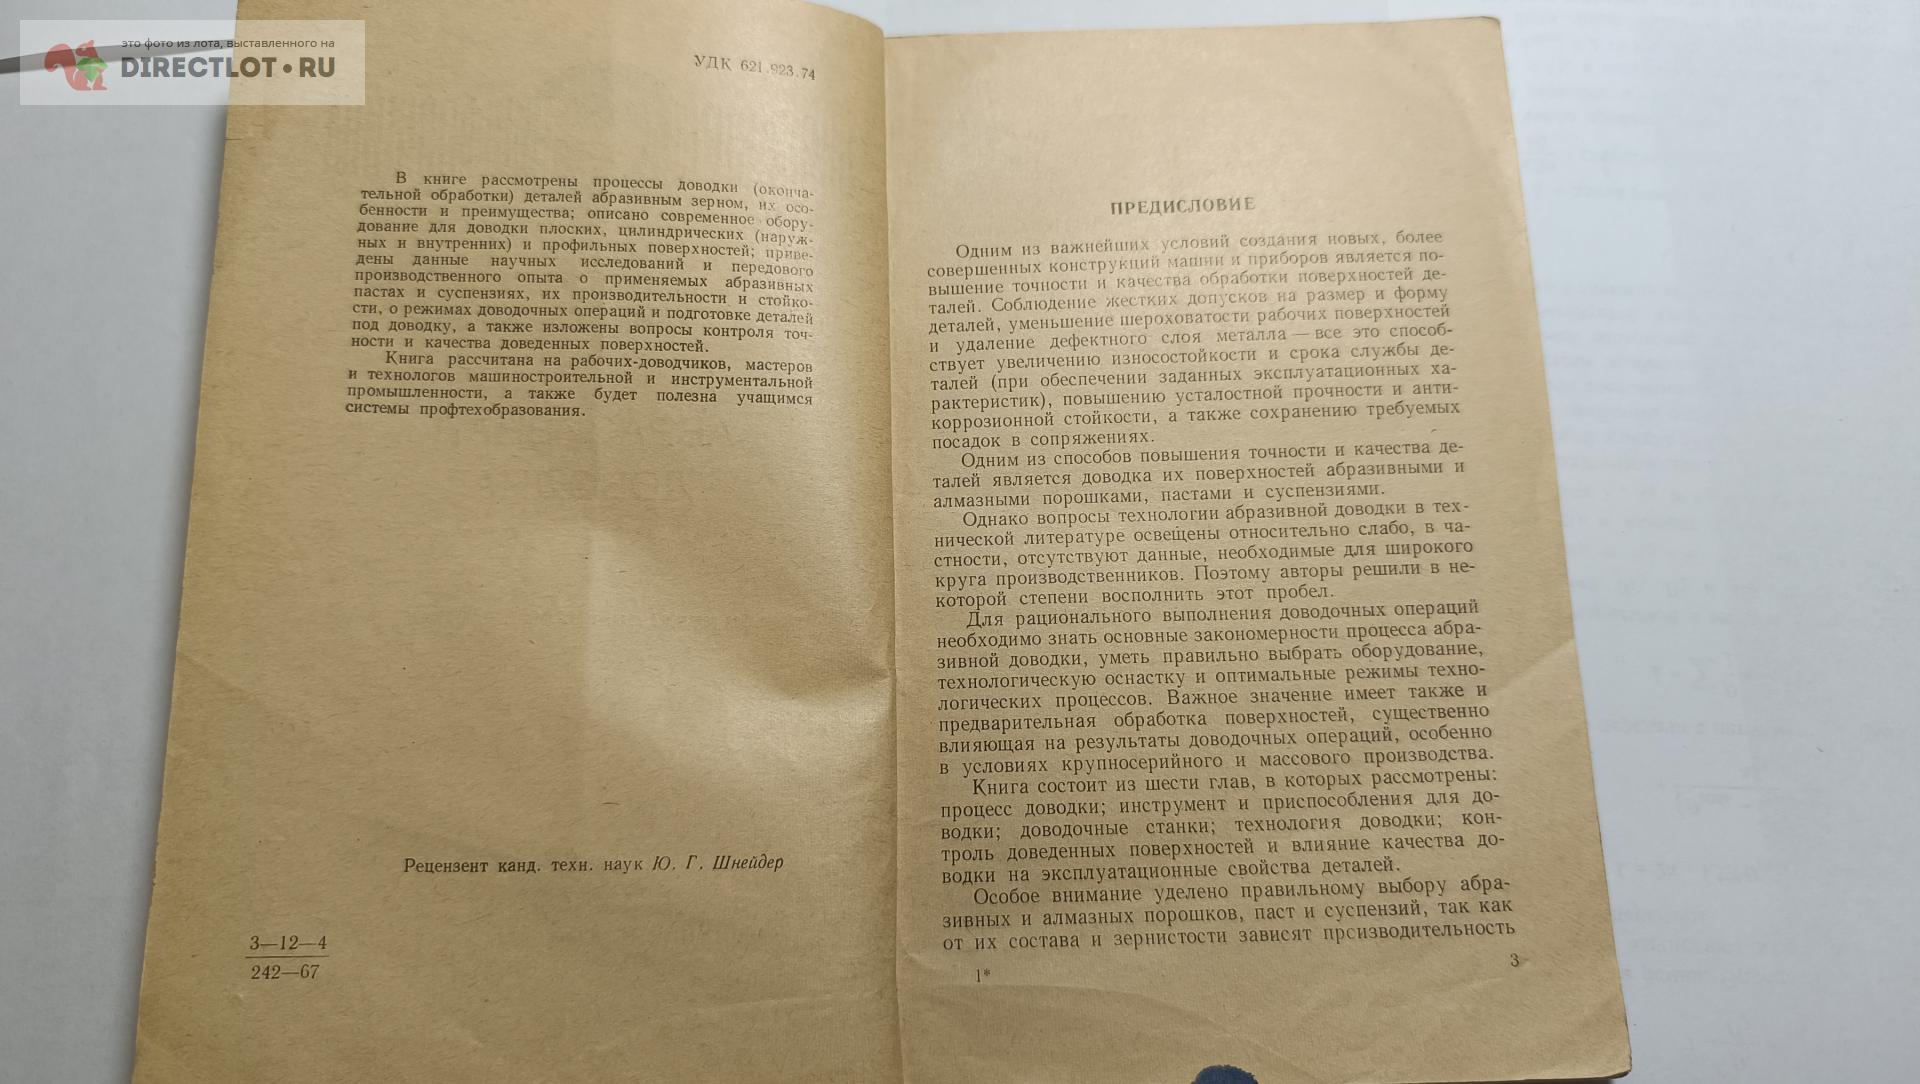 это фото из лота, выставленного на
DIRECTLOT.RU
УДК 621.923.74
В книге рассмотрены процессы доводки (оконча-
тельной обработки) деталей абразивным зерном, их осо-
бенности и преимущества; описано современное обору-
дование для доводки плоских, цилиндрических (наруж-
ных и внутренних) и профильных поверхностей; приве-
дены данные научных исследований и передового
производственного опыта о применяемых абразивных
пастах и суспензиях, их производительности и стойко-
сти, о режимах доводочных операций и подготовке деталей
под доводку, а также изложены вопросы контроля точ-
ности и качества доведенных поверхностей.
Книга рассчитана на рабочих-доводчиков, мастеров
и технологов машиностроительной и инструментальной
промышленности, а также будет полезна учащимся
системы профтехобразования.
Рецензент канд. техн. наук Ю. Г. Шнейдер
3—12—4
242—67
ПРЕДИСЛОВИЕ
Одним из важнейших условий создания новых, более
совершенных конструкций машин и приборов является по-
вышение точности и качества обработки поверхностей де-
талей. Соблюдение жестких допусков на размер и форму
деталей, уменьшение шероховатости рабочих поверхностей
и удаление дефектного слоя металла — все это способ-
ствует увеличению износостойкости и срока службы де-
талей (при обеспечении заданных эксплуатационных ха-
рактеристик), повышению усталостной прочности и анти-
коррозионной стойкости, а также сохранению требуемых
посадок в сопряжениях.
Одним из способов повышения точности и качества де-
талей является доводка их поверхностей абразивными и
алмазными порошками, пастами и суспензиями.
Однако вопросы технологии абразивной доводки в тех-
нической литературе освещены относительно слабо, в ча-
стности, отсутствуют данные, необходимые для широкого
круга производственников. Поэтому авторы решили в не-
которой степени восполнить этот пробел.
Для рационального выполнения доводочных операций
необходимо знать основные закономерности процесса абра-
зивной доводки, уметь правильно выбрать оборудование,
технологическую оснастку и оптимальные режимы техно-
логических процессов. Важное значение имеет также и
предварительная обработка поверхностей, существенно
влияющая на результаты доводочных операций, особенно
в условиях крупносерийного и массового производства.
Книга состоит из шести глав, в которых рассмотрены:
процесс доводки; инструмент и приспособления для до-
водки; доводочные станки; технология доводки; кон-
троль доведенных поверхностей и влияние качества до-
водки на эксплуатационные свойства деталей.
Особое внимание уделено правильному выбору абра-
зивных и алмазных порошков, паст и суспензий, так как
от их состава и зернистости зависят производительность
1*
3